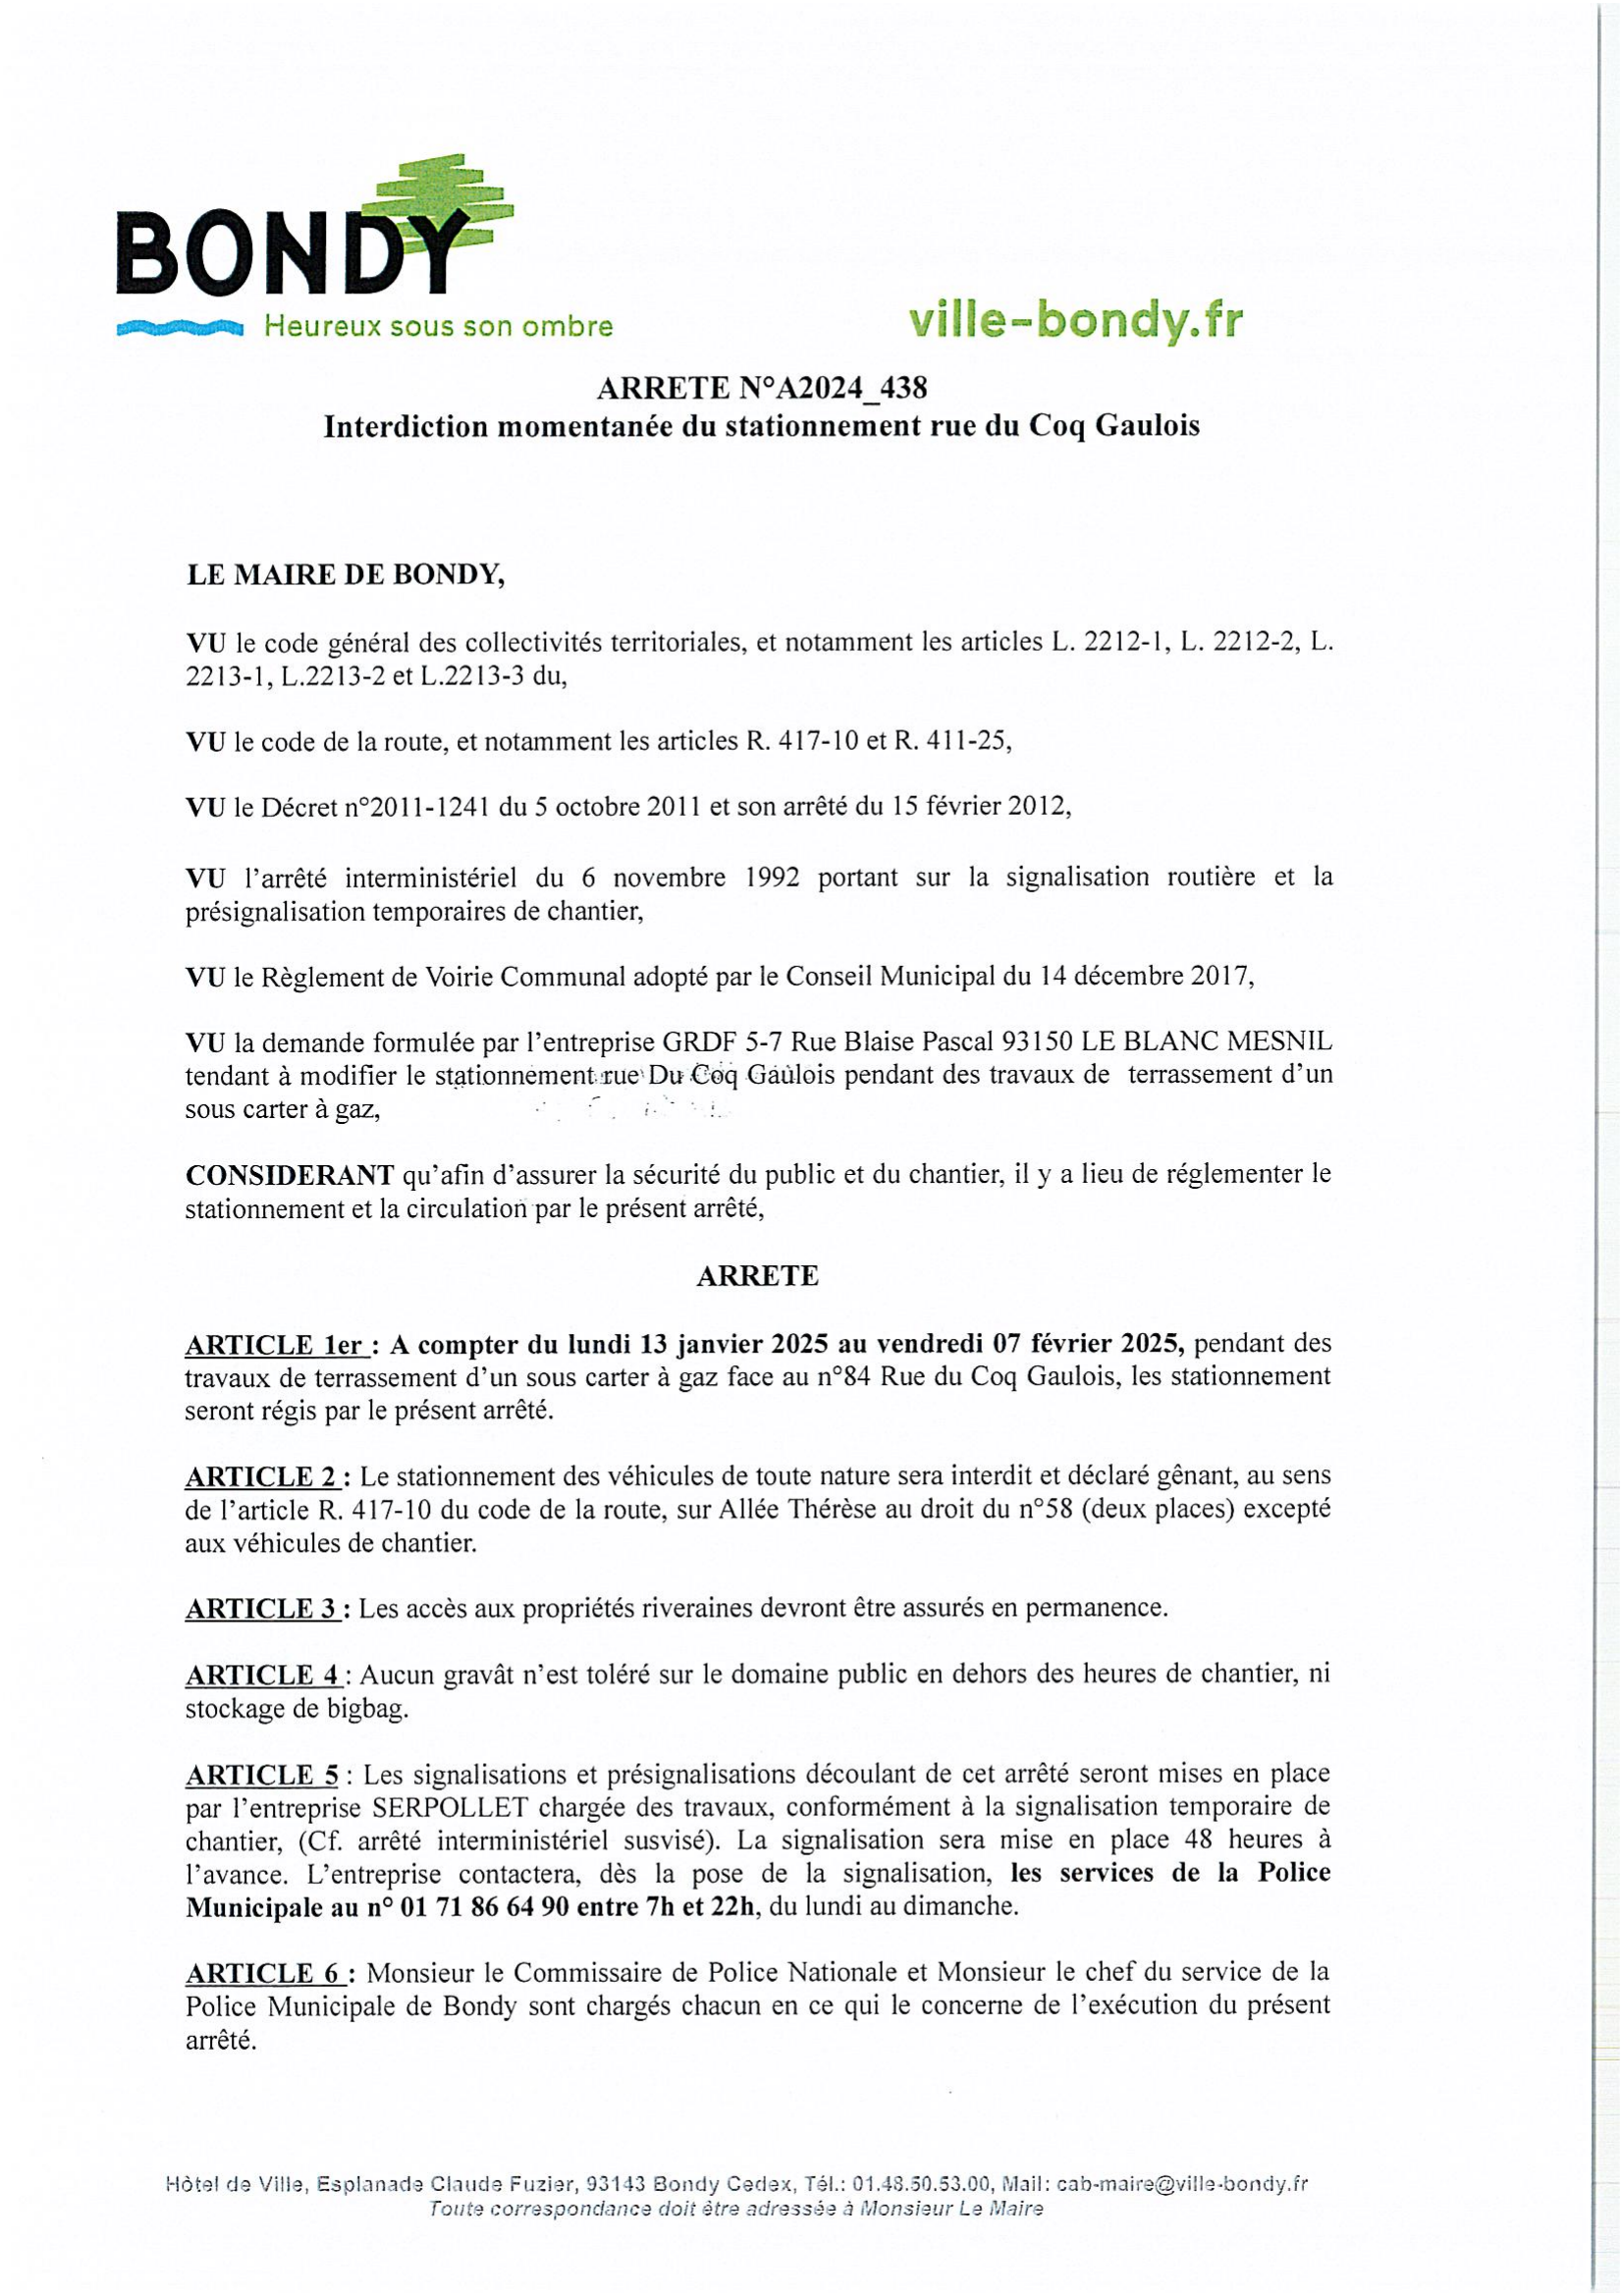 BONDY
Heureux sous son ombre
ville-bondy.fr
ARRETE N°A2024_438
Interdiction momentanée du stationnement rue du Coq Gaulois
LE MAIRE DE BONDY,
VU le code général des collectivités territoriales, et notamment les articles L. 2212-1, L. 2212-2, L.
2213-1, L.2213-2 et L.2213-3 du,
VU le code de la route, et notamment les articles R. 417-10 et R. 411-25,
VU le Décret n°2011-1241 du 5 octobre 2011 et son arrêté du 15 février 2012,
VU l'arrêté interministériel du 6 novembre 1992 portant sur la signalisation routière et la
présignalisation temporaires de chantier,
VU le Règlement de Voirie Communal adopté par le Conseil Municipal du 14 décembre 2017,
VU la demande formulée par l'entreprise GRDF 5-7 Rue Blaise Pascal 93150 LE BLANC MESNIL
tendant à modifier le stationnement rue Du Coq Gaulois pendant des travaux de terrassement d'un
sous carter à gaz,
CONSIDERANT qu'afin d'assurer la sécurité du public et du chantier, il y a lieu de réglementer le
stationnement et la circulation par le présent arrêté,
ARRETE
ARTICLE 1er : A compter du lundi 13 janvier 2025 au vendredi 07 février 2025, pendant des
travaux de terrassement d'un sous carter à gaz face au n°84 Rue du Coq Gaulois, les stationnement
seront régis par le présent arrêté.
ARTICLE 2 : Le stationnement des véhicules de toute nature sera interdit et déclaré gênant, au sens
de l'article R. 417-10 du code de la route, sur Allée Thérèse au droit du n°58 (deux places) excepté
aux véhicules de chantier.
ARTICLE 3 : Les accès aux propriétés riveraines devront être assurés en permanence.
ARTICLE 4 : Aucun gravât n'est toléré sur le domaine public en dehors des heures de chantier, ni
stockage de bigbag.
ARTICLE 5 : Les signalisations et présignalisations découlant de cet arrêté seront mises en place
par l'entreprise SERPOLLET chargée des travaux, conformément à la signalisation temporaire de
chantier, (Cf. arrêté interministériel susvisé). La signalisation sera mise en place 48 heures à
l'avance. L'entreprise contactera, dès la pose de la signalisation, les services de la Police
Municipale au n° 01 71 86 64 90 entre 7h et 22h, du lundi au dimanche.
ARTICLE 6 : Monsieur le Commissaire de Police Nationale et Monsieur le chef du service de la
Police Municipale de Bondy sont chargés chacun en ce qui le concerne de l'exécution du présent
arrêté.
Hôtel de Ville, Esplanade Claude Fuzier, 93143 Bondy Cedex, Tél.: 01.48.50.53.00, Mail: cab-maire@ville-bondy.fr
Toute correspondance doit être adressée à Monsieur Le Maire